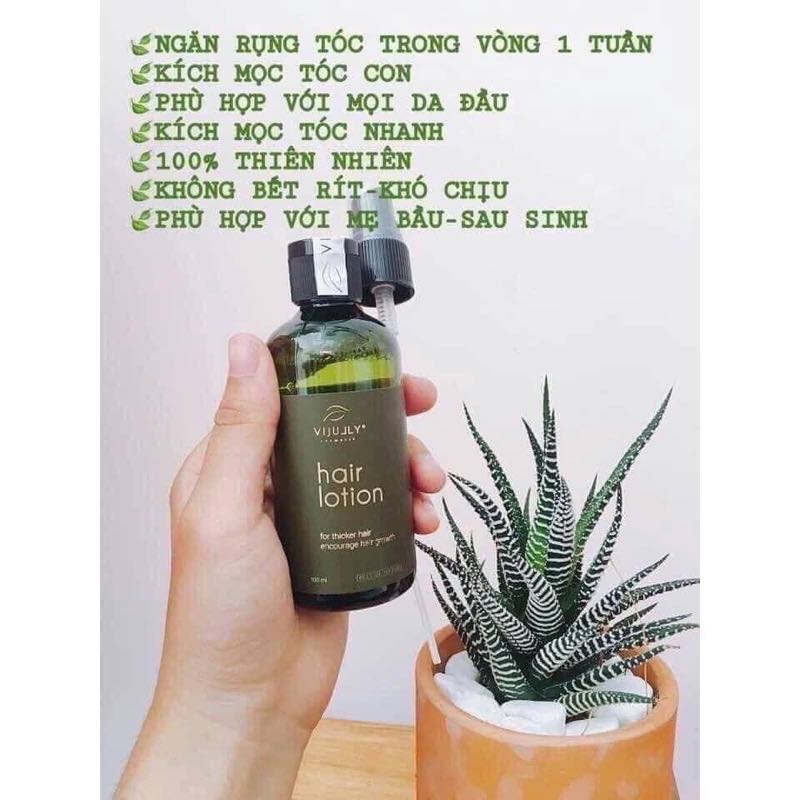 NGĂN RỤNG TÓC TRONG VÒNG 1 TUẦN
KÍCH MỌC TÓC CON
PHÙ HỢP VỚI MỌI DA ĐẦU
KÍCH MỌC TÓC NHANH
100% THIÊN NHIÊN
KHÔNG BẾT RÍT-KHÓ CHỊU
PHÙ HỢP VỚI MẸ BẦU-SAU SINH
VIJ
VIJULLY®
cosmetic
hair
lotion
for thicker hair
encourage hair growth
100 ml